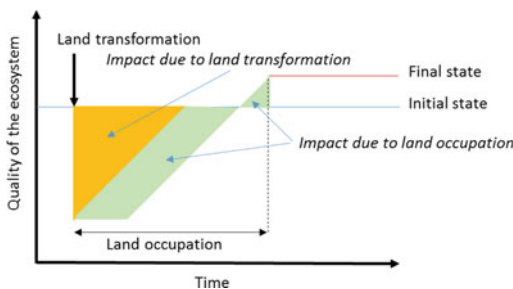 Land transformation
Impact due to land transformation
Final state
Initial state
Impact due to land occupation
Land occupation
Quality of the ecosystem
Time